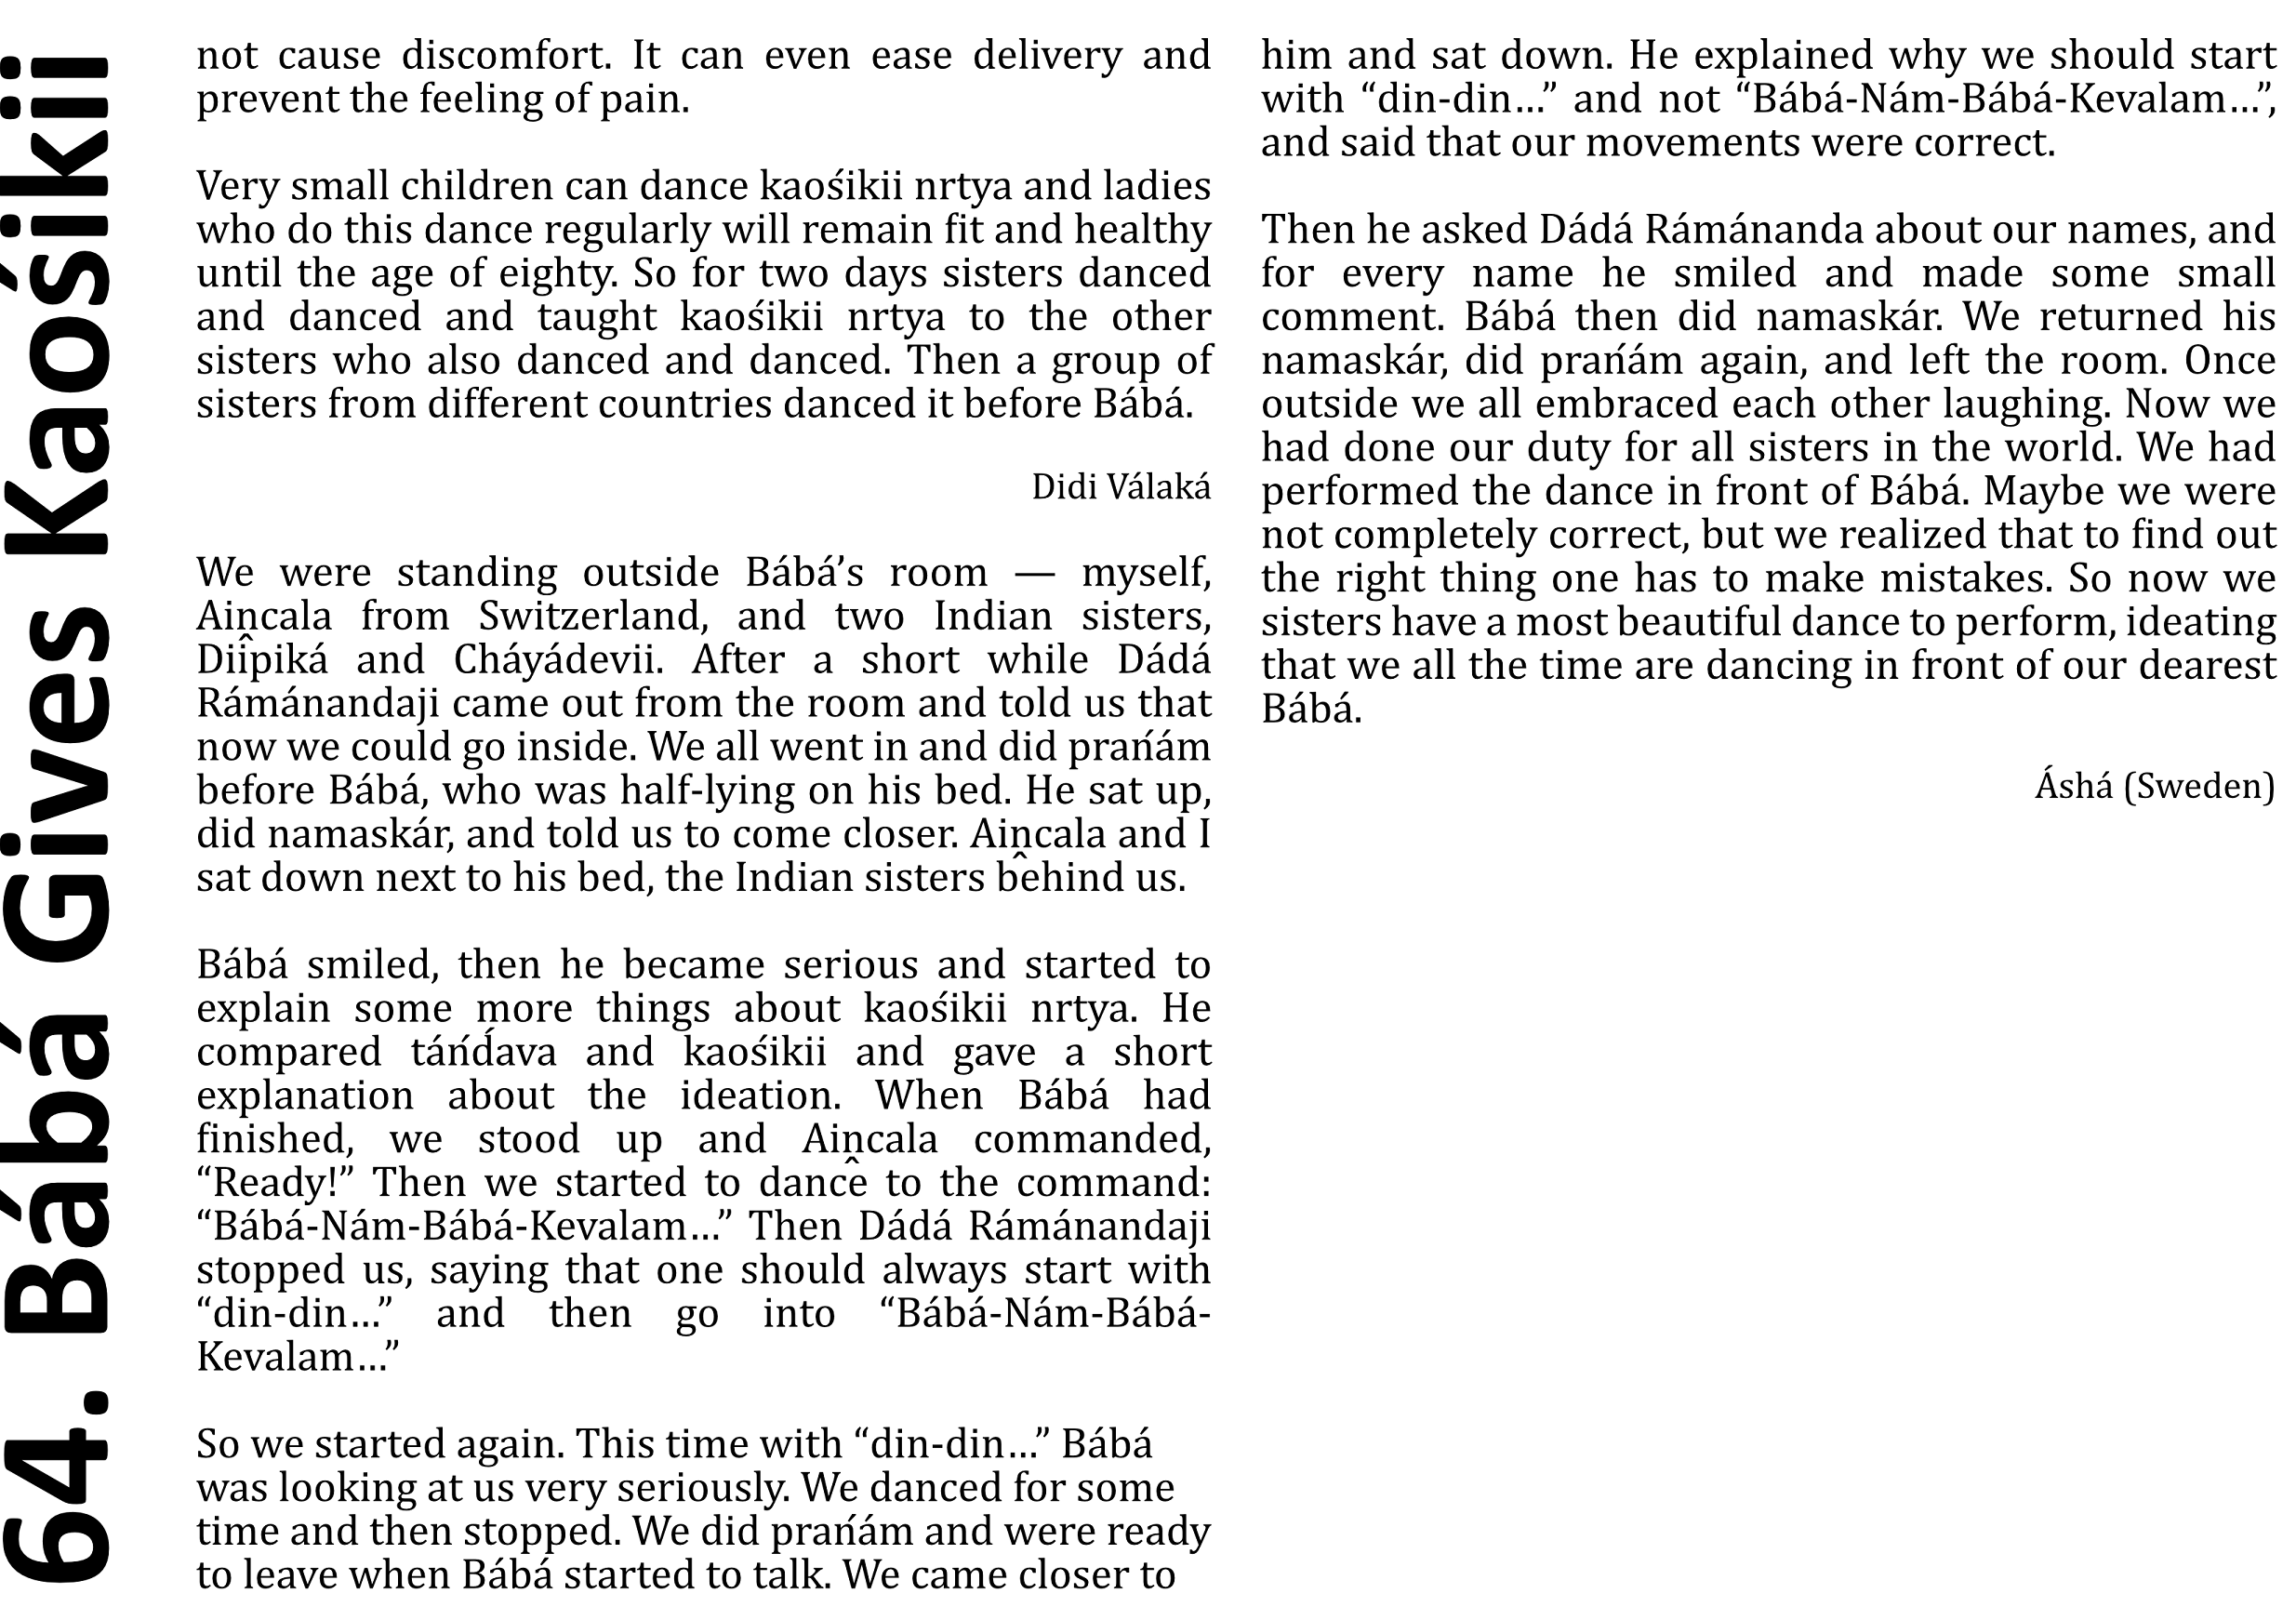 64. Bábá Gives Kaośikii
not cause discomfort. It can even ease delivery and
prevent the feeling of pain.
Very small children can dance kaośikii nrtya and ladies
who do this dance regularly will remain fit and healthy
until the age of eighty. So for two days sisters danced
and danced and taught kaośikii nrtya to the other
sisters who also danced and danced. Then a group of
sisters from different countries danced it before Bábá.
Didi Válaká
We were standing outside Bábá’s room — myself,
Aiṋcala from Switzerland, and two Indian sisters,
Diipiká and Cháyádevii. After a short while Dádá
Rámánandaji came out from the room and told us that
now we could go inside. We all went in and did prańám
before Bábá, who was half-lying on his bed. He sat up,
did namaskár, and told us to come closer. Aiṋcala and I
sat down next to his bed, the Indian sisters behind us.
Bábá smiled, then he became serious and started to
explain some more things about kaośikii nrtya. He
compared táńd́ava and kaośikii and gave a short
explanation about the ideation. When Bábá had
finished, we stood up and Aiṋcala commanded,
“Ready!” Then we started to dance to the command:
“Bábá-Nám-Bábá-Kevalam…” Then Dádá Rámánandaji
stopped us, saying that one should always start with
“din-din…” and then go into “Bábá-Nám-Bábá-
Kevalam…”
So we started again. This time with “din-din…” Bábá
was looking at us very seriously. We danced for some
time and then stopped. We did prańám and were ready
to leave when Bábá started to talk. We came closer to
him and sat down. He explained why we should start
with “din-din…” and not “Bábá-Nám-Bábá-Kevalam…”,
and said that our movements were correct.
Then he asked Dádá Rámánanda about our names, and
for every name he smiled and made some small
comment. Bábá then did namaskár. We returned his
namaskár, did prańám again, and left the room. Once
outside we all embraced each other laughing. Now we
had done our duty for all sisters in the world. We had
performed the dance in front of Bábá. Maybe we were
not completely correct, but we realized that to find out
the right thing one has to make mistakes. So now we
sisters have a most beautiful dance to perform, ideating
that we all the time are dancing in front of our dearest
Bábá.
Áshá (Sweden)